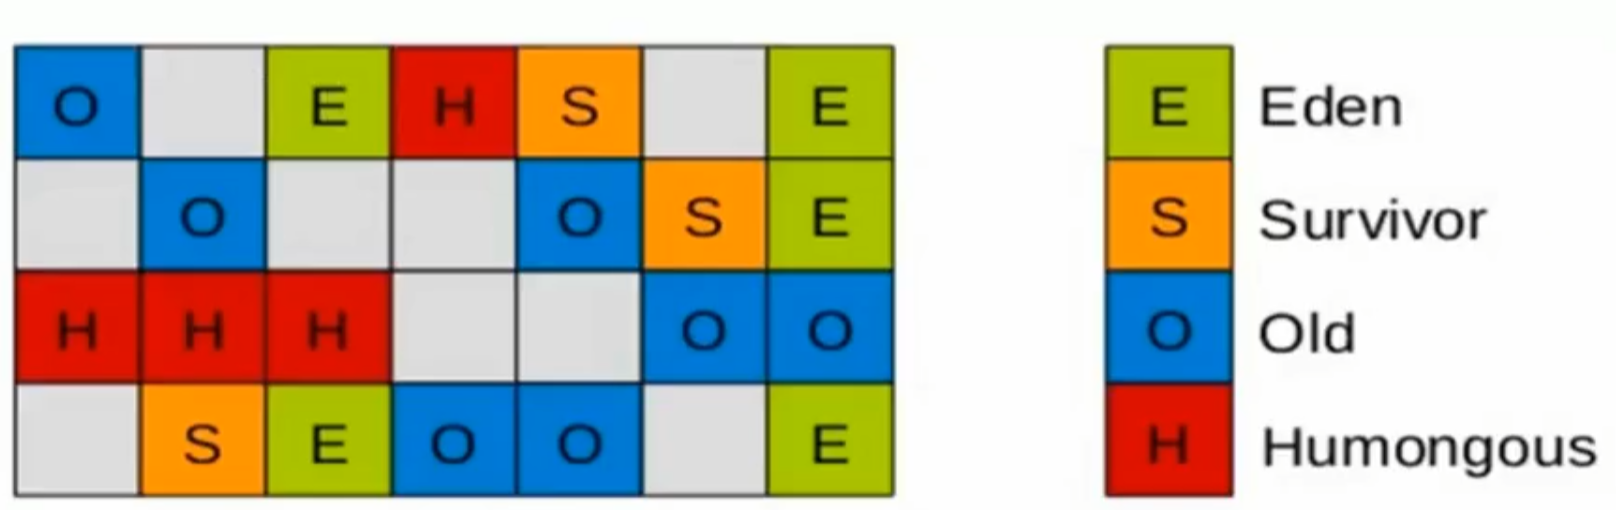 O E H S E
O O S E
H H H O O
S E O O E
E Eden
S Survivor
O Old
H Humongous